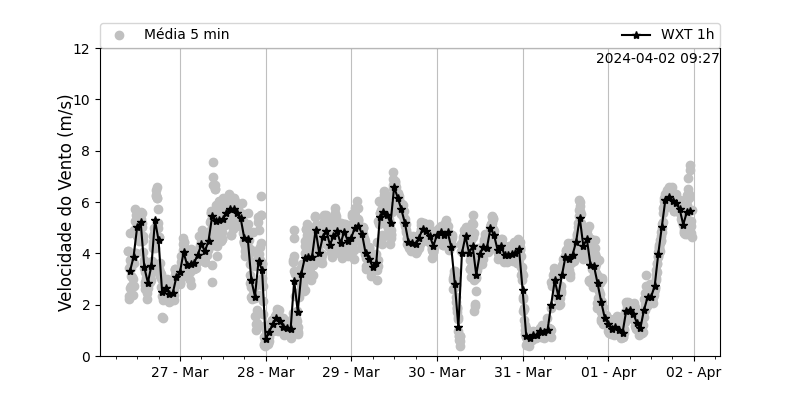 Média 5 min
WXT 1h
2024-04-02 09:27
Velocidade do Vento (m/s)
12
10
8
6
4
2
0
27 - Mar
28 - Mar
29 - Mar
30 - Mar
31 - Mar
01 - Apr
02 - Apr